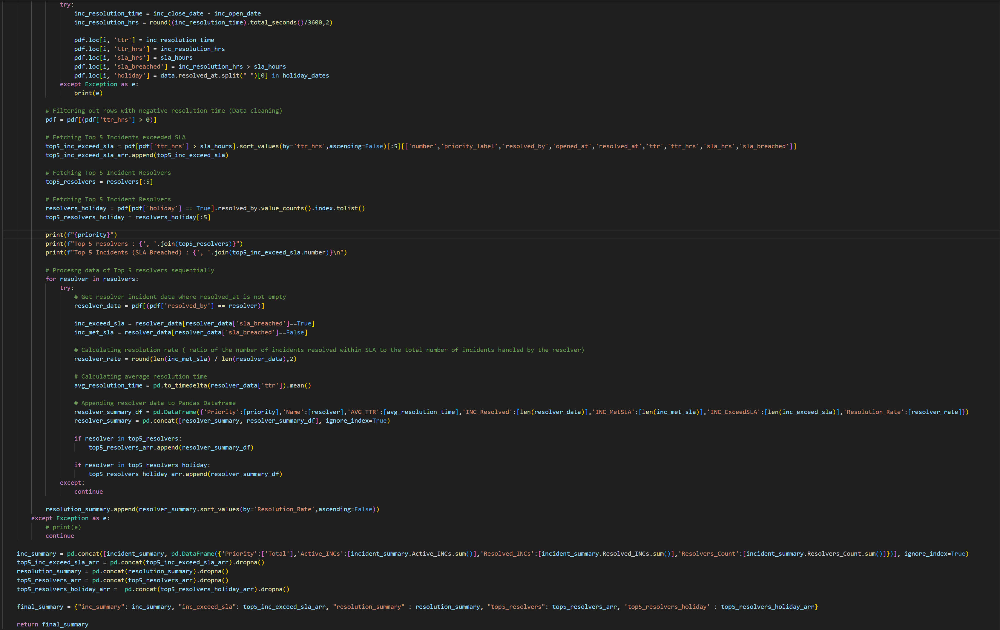 try:
inc_resolution_time = inc_close_date - inc_open_date
inc_resolution_hrs = round((inc_resolution_time).total_seconds()/3600,2)
pdf.loc[i, 'ttr'] = inc_resolution_time
pdf.loc[i, 'ttr_hrs'] = inc_resolution_hrs
pdf.loc[i, 'sla_hrs'] = sla_hours
pdf.loc[i, 'sla_breached'] = inc_resolution_hrs > sla_hours
pdf.loc[i, 'holiday'] = data.resolved_at.split(" ")[0] in holiday_dates
except Exception as e:
print(e)
# Filtering out rows with negative resolution time (Data cleaning)
pdf = pdf[(pdf['ttr_hrs'] > 0)]
# Fetching Top 5 Incidents exceeded SLA
top5_inc_exceed_sla = pdf[pdf['ttr_hrs'] > sla_hours].sort_values(by='ttr_hrs',ascending=False)[:5][['number','priority_label','resolved_by','opened_at','resolved_at','ttr','ttr_hrs','sla_hrs','sla_breached']]
top5_inc_exceed_sla_arr.append(top5_inc_exceed_sla)
# Fetching Top 5 Incident Resolvers
top5_resolvers = resolvers[:5]
# Fetching Top 5 Incident Resolvers
resolvers_holiday = pdf[pdf['holiday'] == True].resolved_by.value_counts().index.tolist()
top5_resolvers_holiday = resolvers_holiday[:5]
print(f"{priority}")
print(f"Top 5 resolvers : {', '.join(top5_resolvers)}")
print(f"Top 5 Incidents (SLA Breached) : {', '.join(top5_inc_exceed_sla.number)}\n")
# Procesng data of Top 5 resolvers sequentially
for resolver in resolvers:
try:
# Get resolver incident data where resolved_at is not empty
resolver_data = pdf[(pdf['resolved_by'] == resolver)]
inc_exceed_sla = resolver_data[resolver_data['sla_breached']==True]
inc_met_sla = resolver_data[resolver_data['sla_breached']==False]
# Calculating resolution rate ( ratio of the number of incidents resolved within SLA to the total number of incidents handled by the resolver)
resolver_rate = round(len(inc_met_sla) / len(resolver_data),2)
# Calculating average resolution time
avg_resolution_time = pd.to_timedelta(resolver_data['ttr']).mean()
# Appending resolver data to Pandas Dataframe
resolver_summary_df = pd.DataFrame({'Priority':[priority],'Name':[resolver],'AVG_TTR':[avg_resolution_time],'INC_Resolved':[len(resolver_data)],'INC_MetSLA':[len(inc_met_sla)],'INC_ExceedSLA':[len(inc_exceed_sla)],'Resolution_Rate':[resolver_rate]})
resolver_summary = pd.concat([resolver_summary, resolver_summary_df], ignore_index=True)
if resolver in top5_resolvers:
top5_resolvers_arr.append(resolver_summary_df)
if resolver in top5_resolvers_holiday:
top5_resolvers_holiday_arr.append(resolver_summary_df)
except:
continue
resolution_summary.append(resolver_summary.sort_values(by='Resolution_Rate',ascending=False))
except Exception as e:
# print(e)
continue
inc_summary = pd.concat([incident_summary, pd.DataFrame({'Priority':['Total'],'Active_INCs':[incident_summary.Active_INCs.sum()],'Resolved_INCs':[incident_summary.Resolved_INCs.sum()],'Resolvers_Count':[incident_summary.Resolvers_Count.sum()]})], ignore_index=True)
top5_inc_exceed_sla_arr = pd.concat(top5_inc_exceed_sla_arr).dropna()
resolution_summary = pd.concat(resolution_summary).dropna()
top5_resolvers_arr = pd.concat(top5_resolvers_arr).dropna()
top5_resolvers_holiday_arr =  pd.concat(top5_resolvers_holiday_arr).dropna()
final_summary = {"inc_summary": inc_summary, "inc_exceed_sla": top5_inc_exceed_sla_arr, "resolution_summary" : resolution_summary, "top5_resolvers": top5_resolvers_arr, 'top5_resolvers_holiday' : top5_resolvers_holiday_arr}
return final_summary